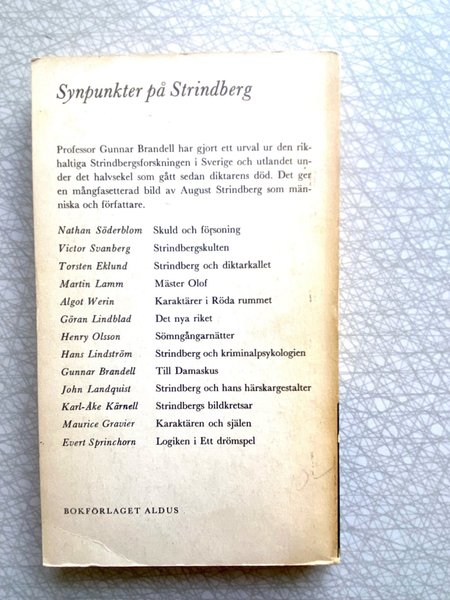 Synpunkter på Strindberg
Professor Gunnar Brandell har gjort ett urval ur den rik-
haltiga Strindbergsforskningen i Sverige och utlandet un-
der det halvsekel som gått sedan diktarens död. Det ger
en mångfasetterad bild av August Strindberg som män-
niska och författare.
Nathan Söderblom Skuld och försoning
Victor Svanberg Strindbergskulten
Torsten Eklund Strindberg och diktarkallet
Martin Lamm Mäster Olof
Algot Werin Karaktärer i Röda rummet
Göran Lindblad Det nya riket
Henry Olsson Sömngångarnätter
Hans Lindström Strindberg och kriminalpsykologien
Gunnar Brandell Till Damaskus
John Landquist Strindberg och hans härskargestalter
Karl-Åke Kärnell Strindbergs bildkretsar
Maurice Gravier Karaktären och själen
Evert Sprinchorn Logiken i Ett drömspel
BOKFÖRLAGET ALDUS